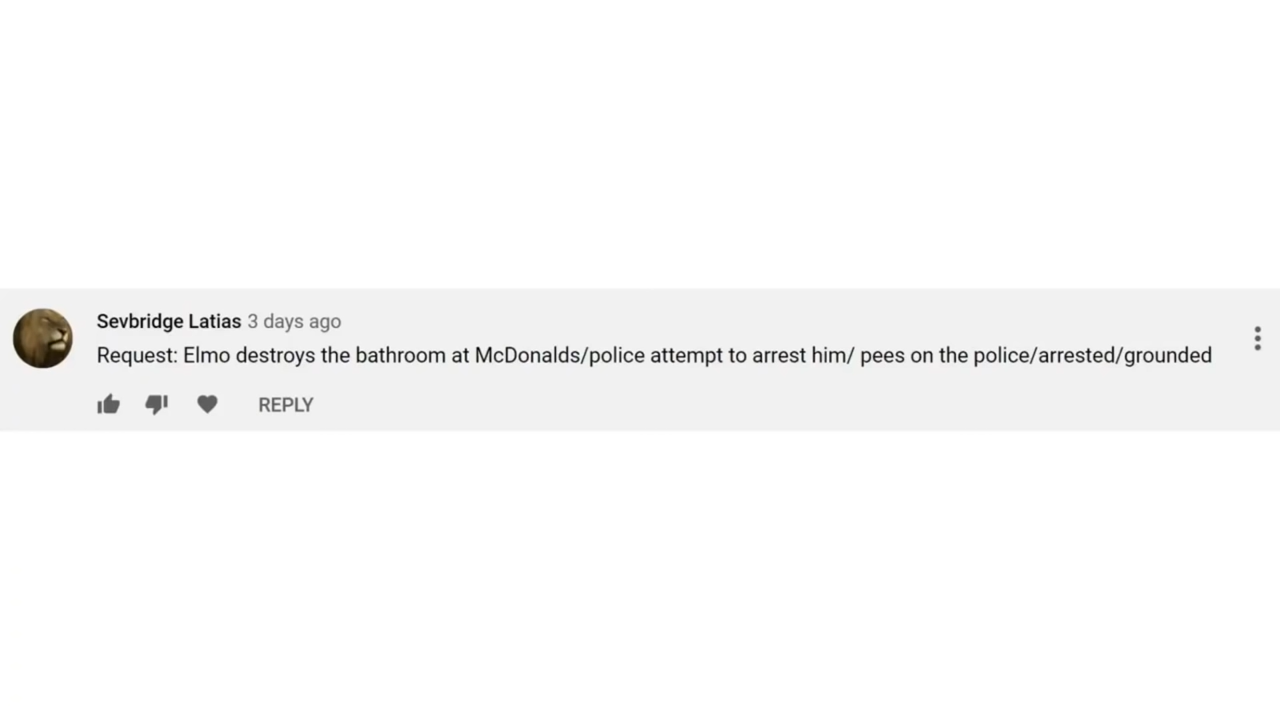 Sevbridge Latias 3 days ago
Request: Elmo destroys the bathroom at McDonalds/police attempt to arrest him/ pees on the police/arrested/grounded
REPLY